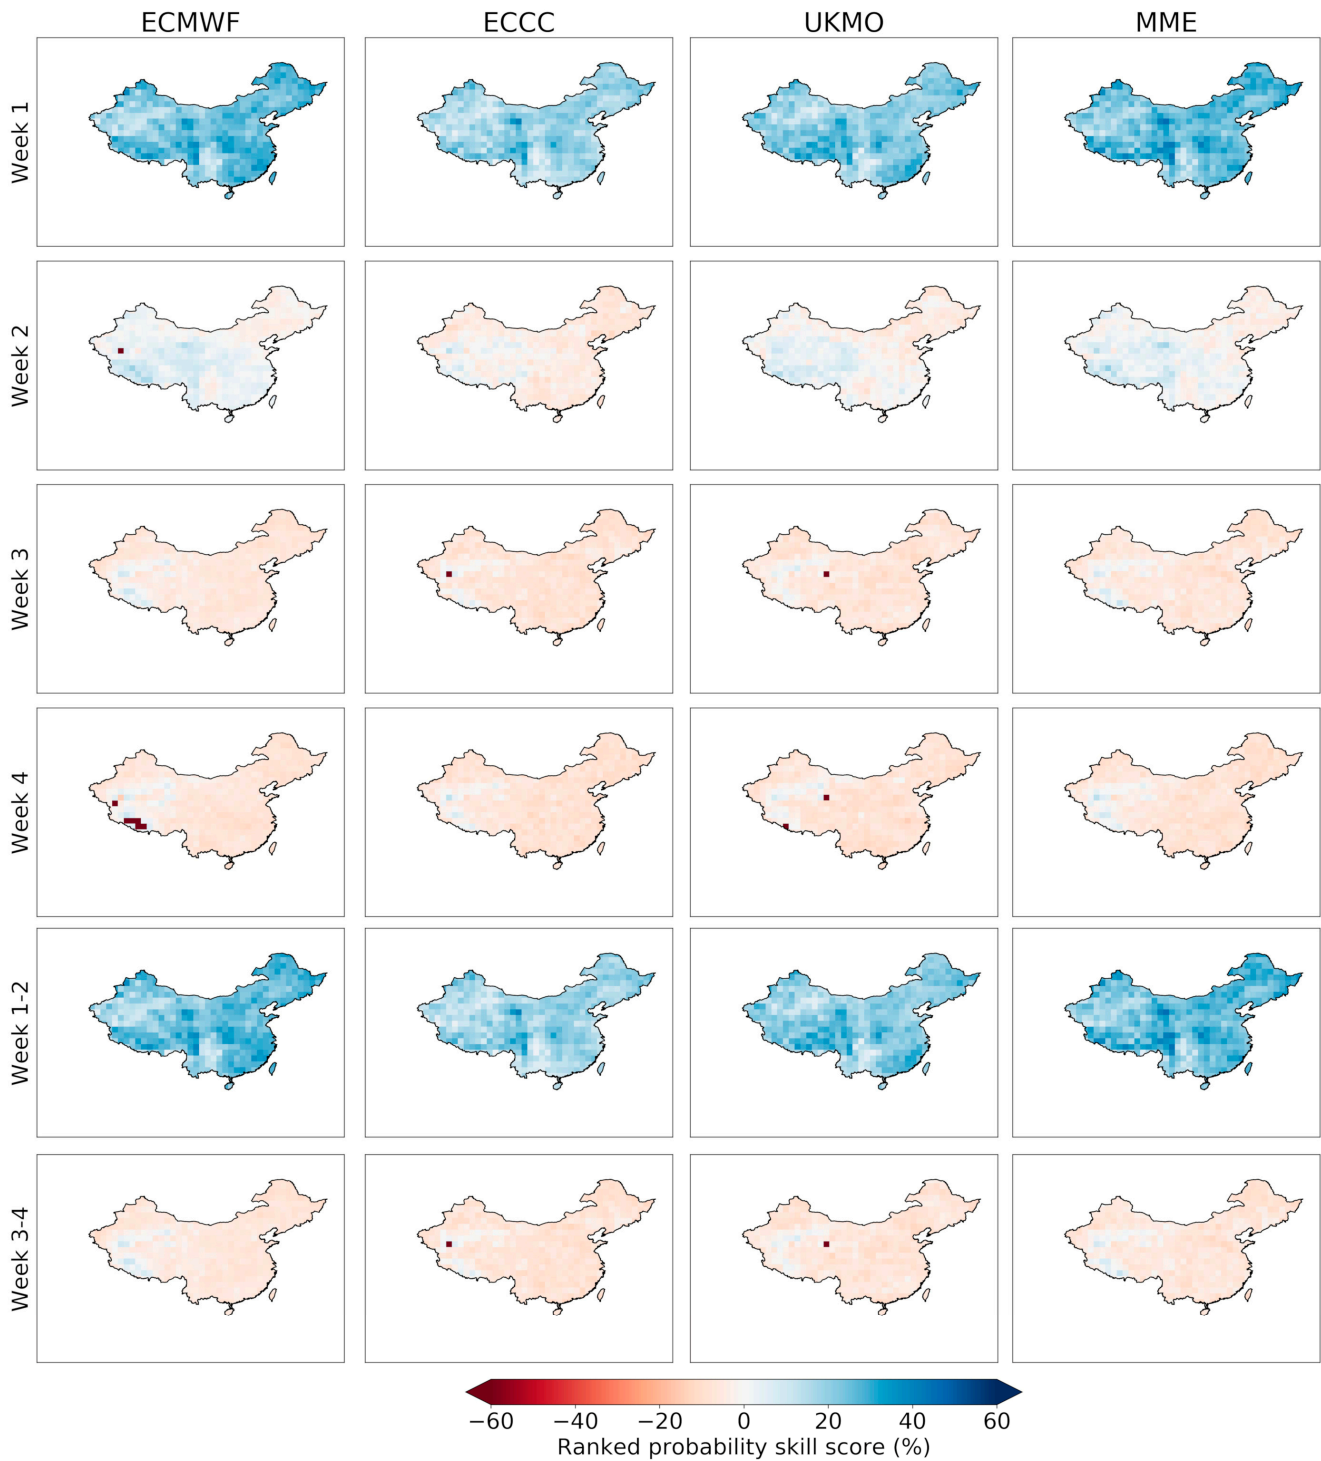 ECMWF ECCC UKMO MME
Week 1
Week 2
Week 3
Week 4
Week 1-2
Week 3-4
−60 −40 −20 0 20 40 60
Ranked probability skill score (%)